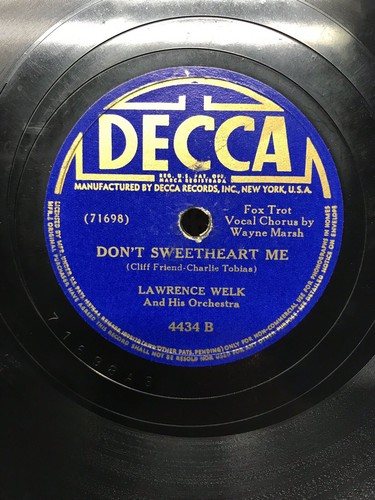 DECCA
REG. U.S. PAT. OFF.
MARCA REGISTRADA
MANUFACTURED BY DECCA RECORDS, INC., NEW YORK, U.S.A.
(71698)
Fox Trot
Vocal Chorus by
Wayne Marsh
DON'T SWEETHEART ME
(Cliff Friend-Charlie Tobias)
LAWRENCE WELK
And His Orchestra
4434 B